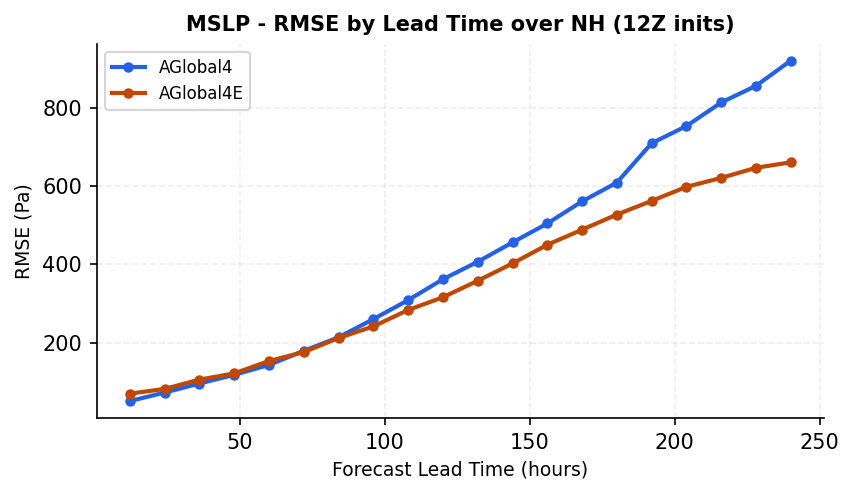 MSLP - RMSE by Lead Time over NH (12Z inits)
AGlobal4
AGlobal4E
RMSE (Pa)
800
600
400
200
50 100 150 200 250
Forecast Lead Time (hours)